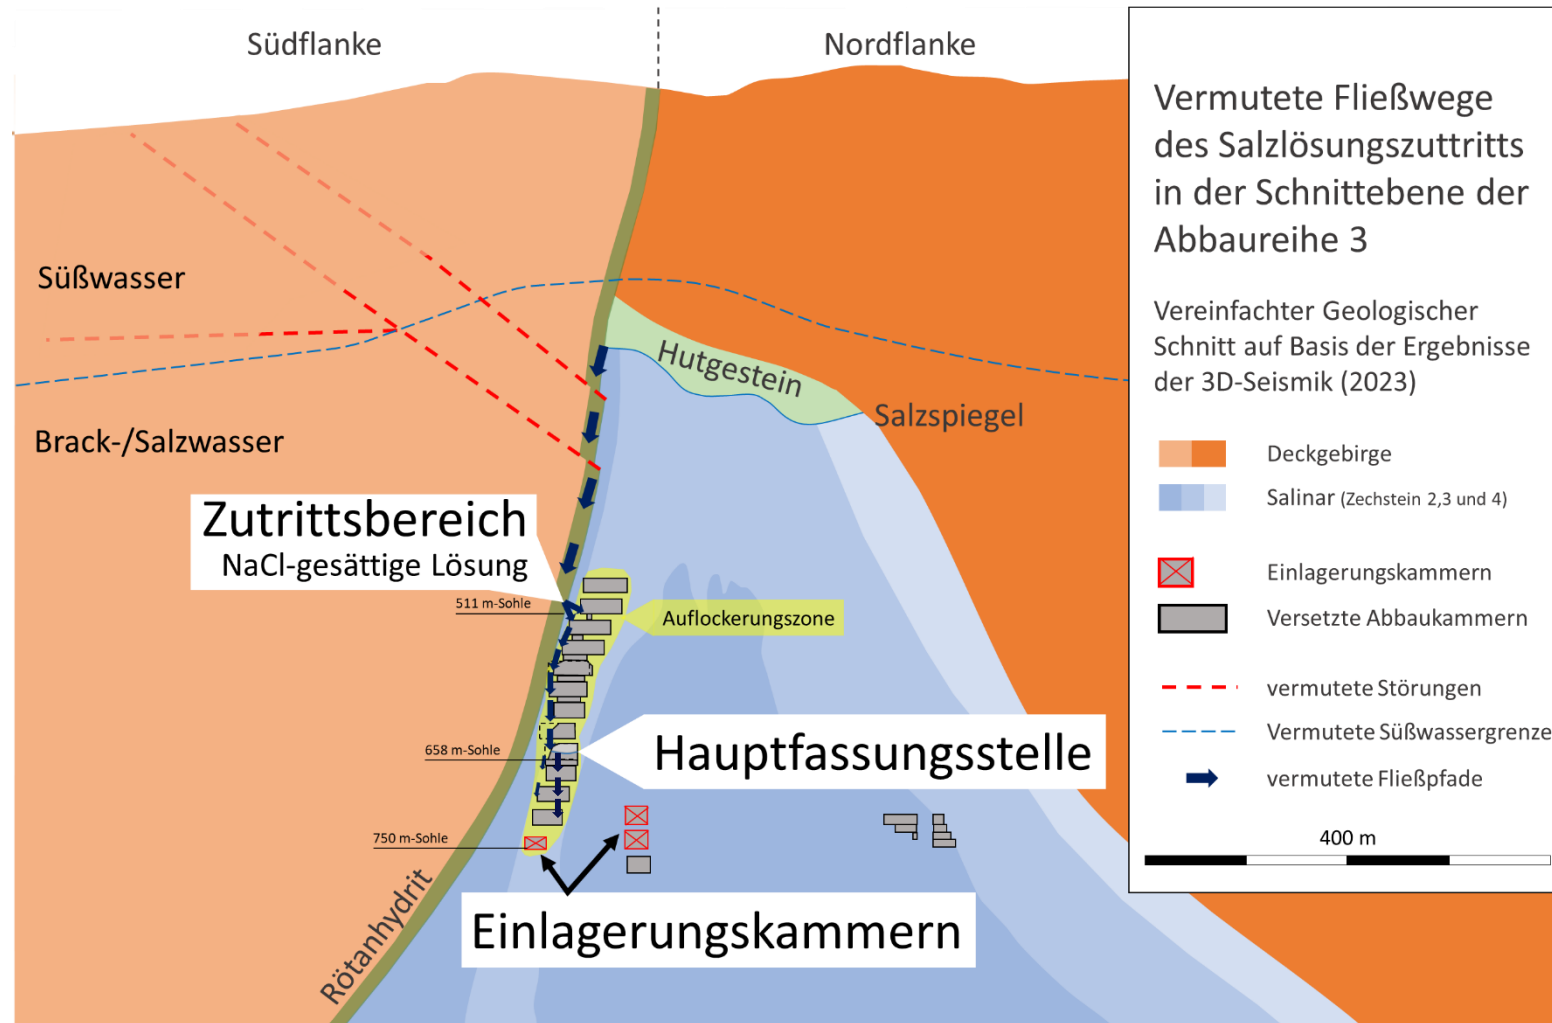 Südflanke
Nordflanke
Vermutete Fließwege
des Salzlösungszuttritts
in der Schnittebene der
Abbaureihe 3
Vereinfachter Geologischer
Schnitt auf Basis der Ergebnisse
der 3D-Seismik (2023)
Süßwasser
Brack-/Salzwasser
Hutgestein
Salzspiegel
Zutrittsbereich
NaCl-gesättige Lösung
511 m-Sohle
Auflockerungszone
658 m-Sohle
Hauptfassungsstelle
750 m-Sohle
Einlagerungskammern
Rötanhydrit
Deckgebirge
Salinar (Zechstein 2,3 und 4)
Einlagerungskammern
Versetzte Abbaukammern
vermutete Störungen
Vermutete Süßwassergrenze
vermutete Fließpfade
400 m